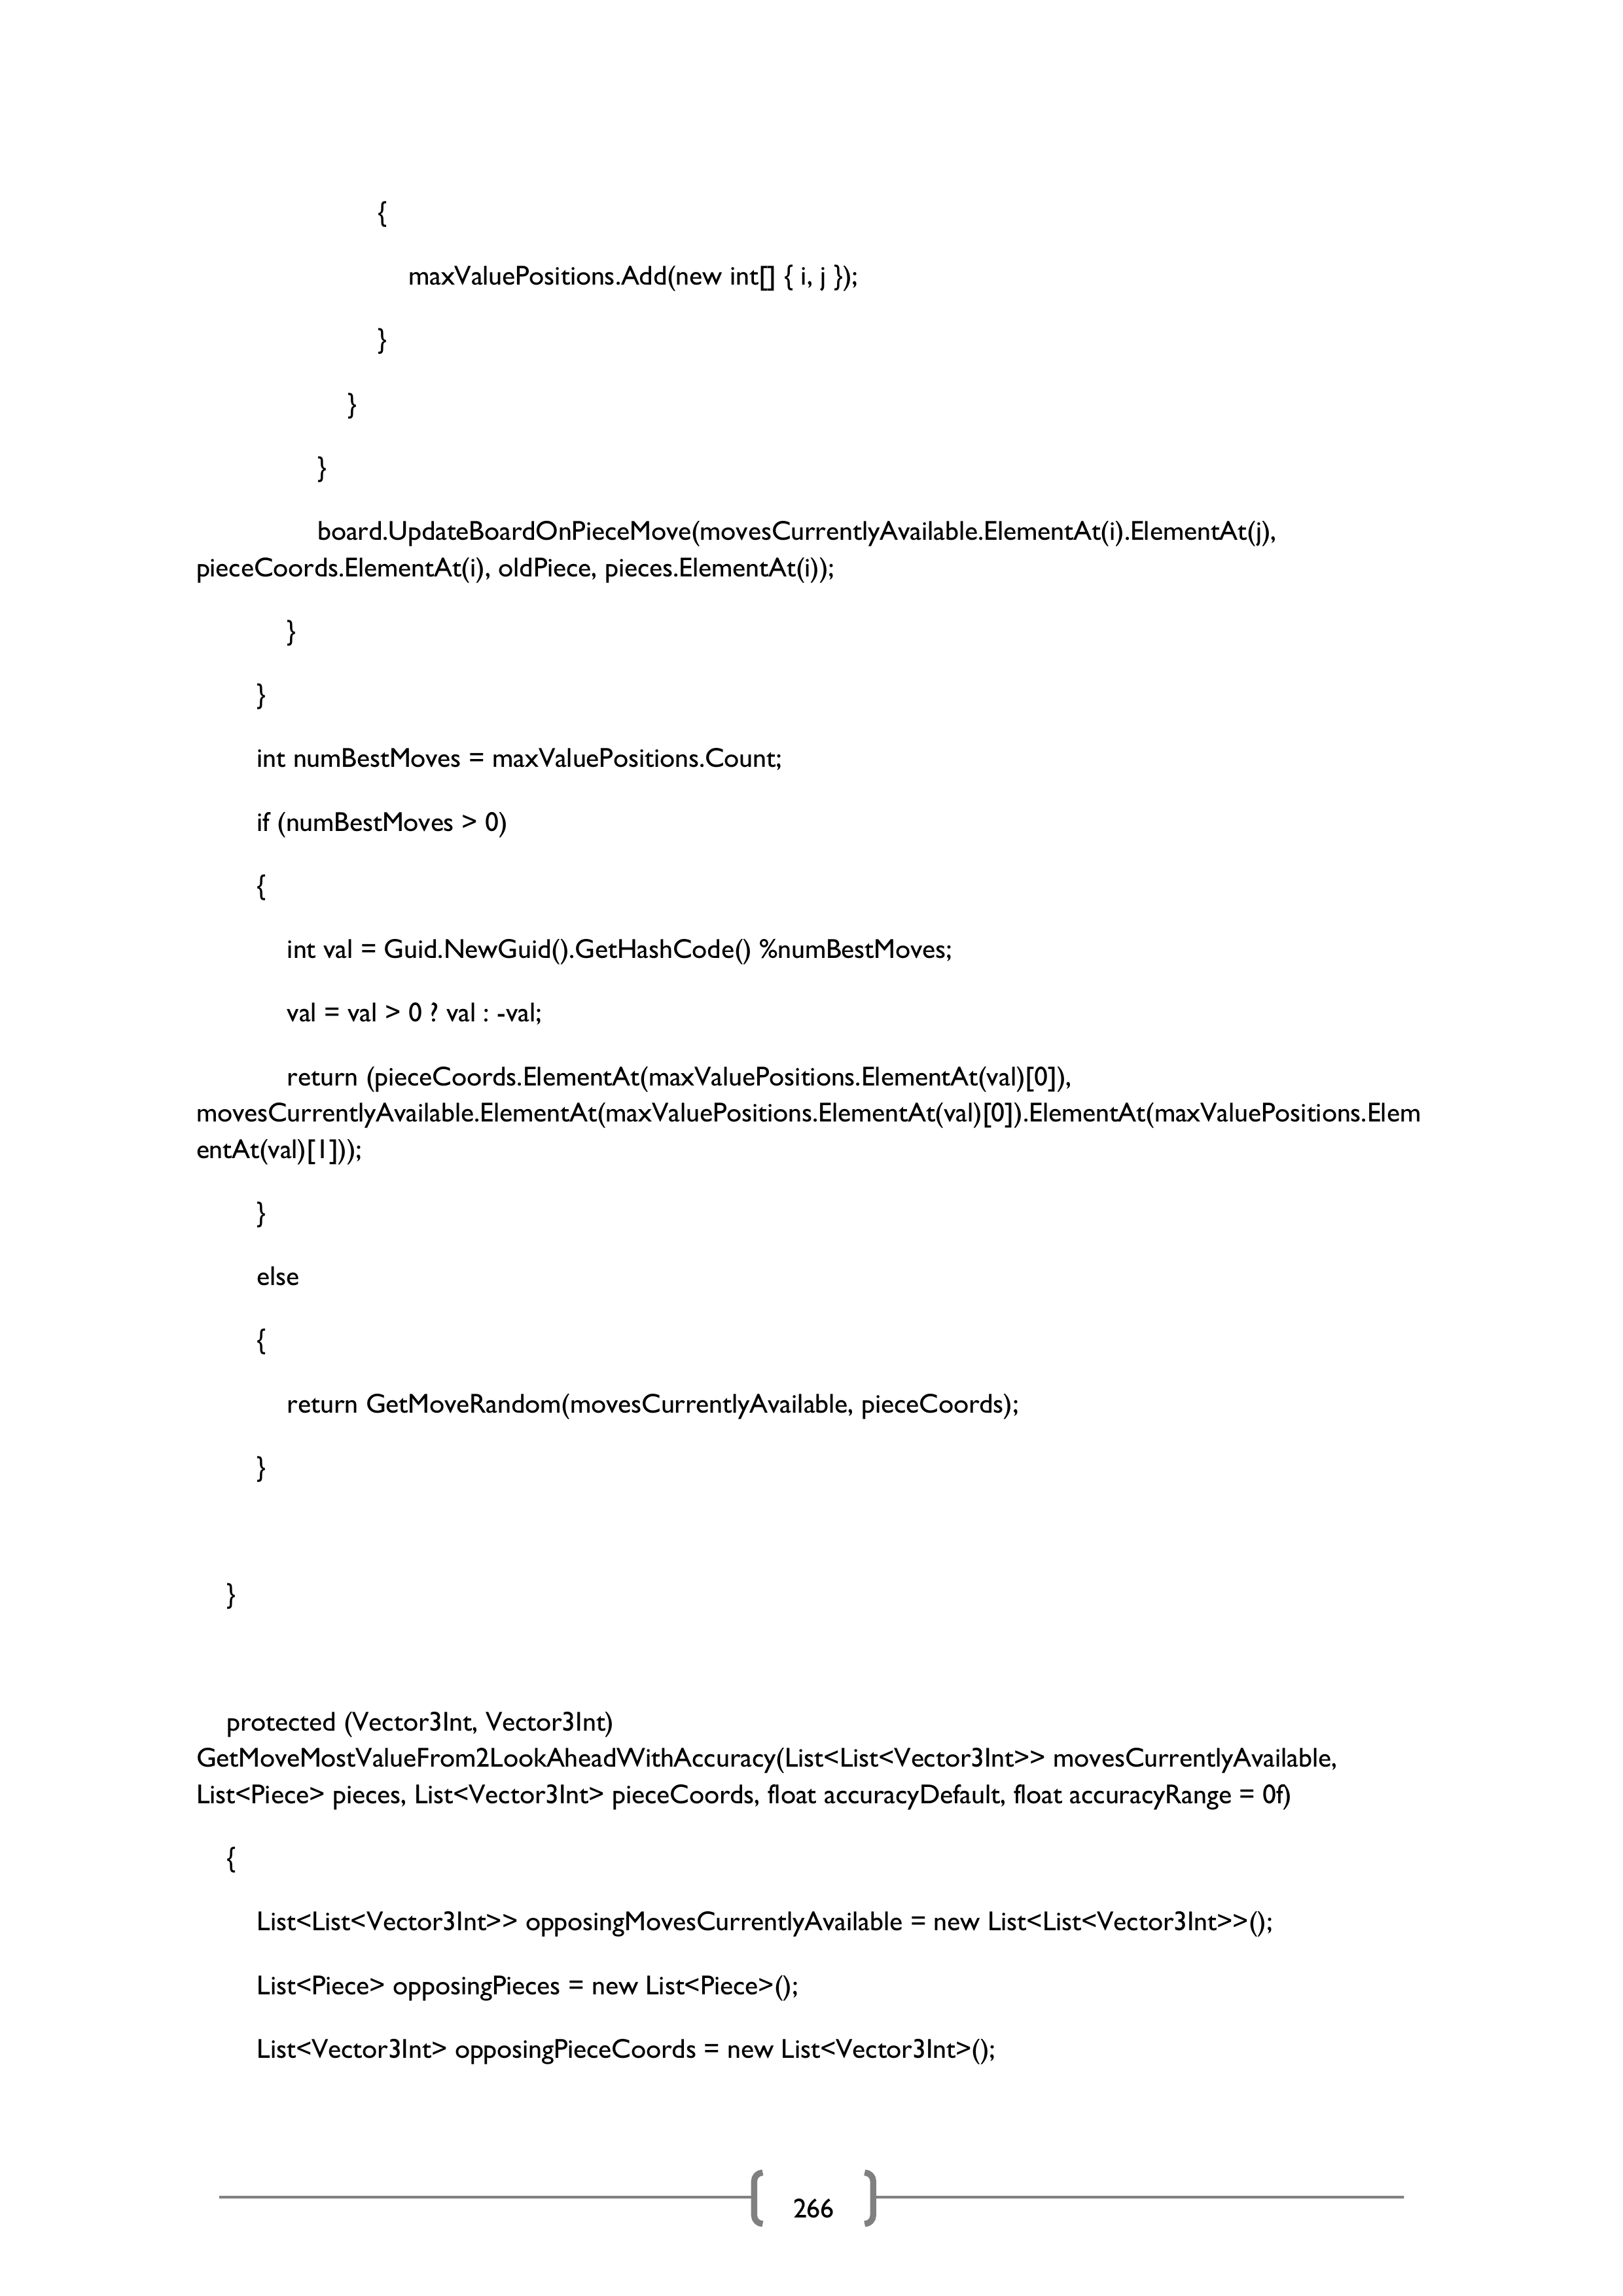 {
maxValuePositions.Add(new int[] { i, j });
}
}
}
board.UpdateBoardOnPieceMove(movesCurrentlyAvailable.ElementAt(i).ElementAt(j),
pieceCoords.ElementAt(i), oldPiece, pieces.ElementAt(i));
}
}
int numBestMoves = maxValuePositions.Count;
if (numBestMoves > 0)
{
int val = Guid.NewGuid().GetHashCode() %numBestMoves;
val = val > 0 ? val : -val;
return (pieceCoords.ElementAt(maxValuePositions.ElementAt(val)[0]),
movesCurrentlyAvailable.ElementAt(maxValuePositions.ElementAt(val)[0]).ElementAt(maxValuePositions.Elem
entAt(val)[1]));
}
else
{
return GetMoveRandom(movesCurrentlyAvailable, pieceCoords);
}
}
protected (Vector3Int, Vector3Int)
GetMoveMostValueFrom2LookAheadWithAccuracy(List<List<Vector3Int>> movesCurrentlyAvailable,
List<Piece> pieces, List<Vector3Int> pieceCoords, float accuracyDefault, float accuracyRange = 0f)
{
List<List<Vector3Int>> opposingMovesCurrentlyAvailable = new List<List<Vector3Int>>();
List<Piece> opposingPieces = new List<Piece>();
List<Vector3Int> opposingPieceCoords = new List<Vector3Int>();
266